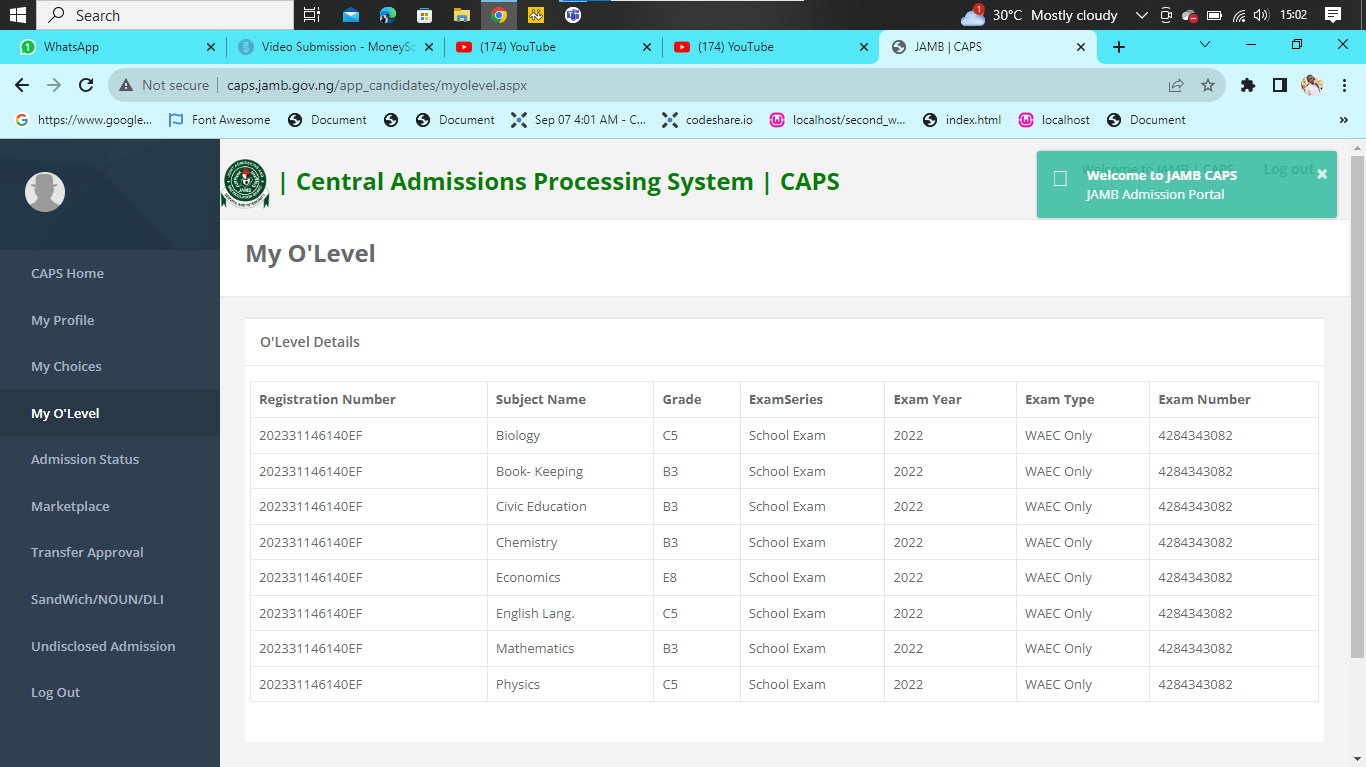 Search
1
30°C Mostly cloudy
15:02
1 WhatsApp
Video Submission - MoneySc
(174) YouTube
(174) YouTube
JAMB | CAPS
Not secure | caps.jamb.gov.ng/app_candidates/myolevel.aspx
https://www.google...
Font Awesome
Document
Document
Sep 07 4:01 AM - C...
codeshare.io
localhost/second_w...
index.html
localhost
Document
»
| Central Admissions Processing System | CAPS
Welcome to JAMB | CAPS
Log out
Welcome to JAMB CAPS
JAMB Admission Portal
My O'Level
CAPS Home
My Profile
My Choices
My O'Level
Admission Status
Marketplace
Transfer Approval
SandWich/NOUN/DLI
Undisclosed Admission
Log Out
O'Level Details
Registration Number Subject Name Grade ExamSeries Exam Year Exam Type Exam Number
202331146140EF Biology C5 School Exam 2022 WAEC Only 4284343082
202331146140EF Book- Keeping B3 School Exam 2022 WAEC Only 4284343082
202331146140EF Civic Education B3 School Exam 2022 WAEC Only 4284343082
202331146140EF Chemistry B3 School Exam 2022 WAEC Only 4284343082
202331146140EF Economics E8 School Exam 2022 WAEC Only 4284343082
202331146140EF English Lang. C5 School Exam 2022 WAEC Only 4284343082
202331146140EF Mathematics B3 School Exam 2022 WAEC Only 4284343082
202331146140EF Physics C5 School Exam 2022 WAEC Only 4284343082